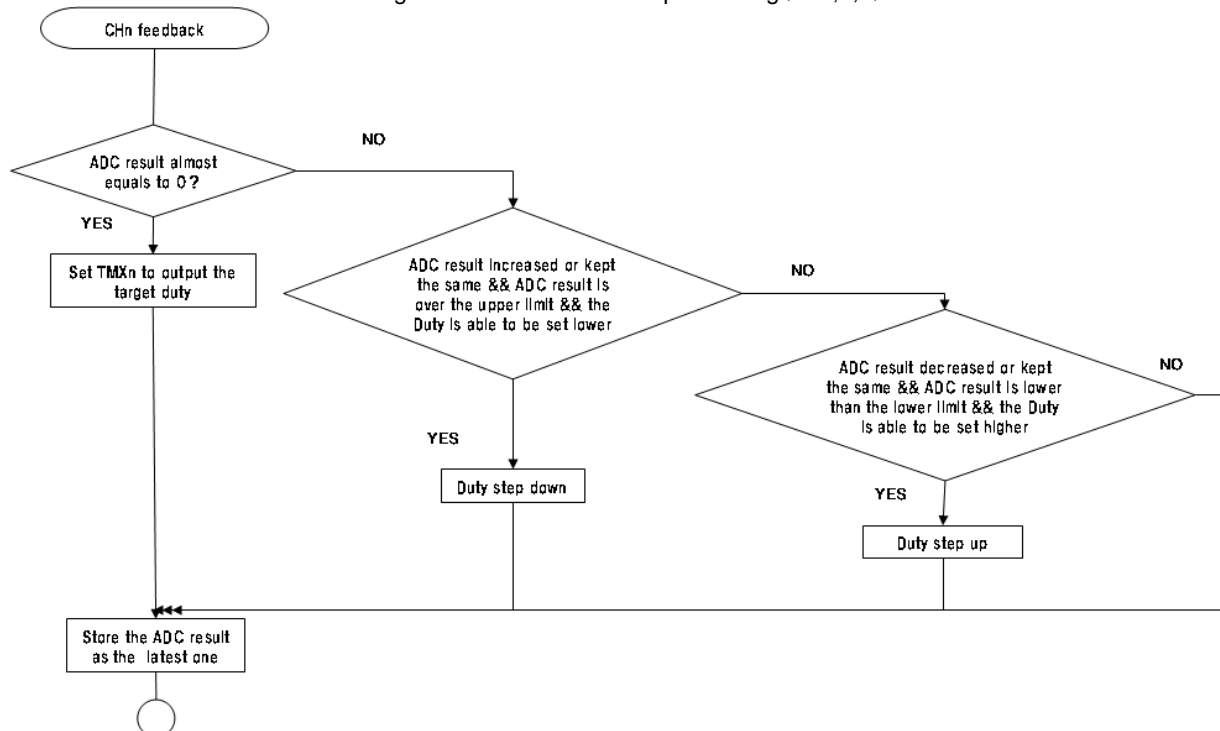 CHn feedback
NO
ADC result almost
equals to 0?
YES
Set TMXn to output the
target duty
ADC result increased or kept
the same && ADC result is
over the upper limit && the
Duty is able to be set lower
NO
ADC result decreased or kept
the same && ADC result is lower
than the lower limit && the Duty
is able to be set higher
NO
YES
Duty step down
YES
Duty step up
Store the ADC result
as the latest one